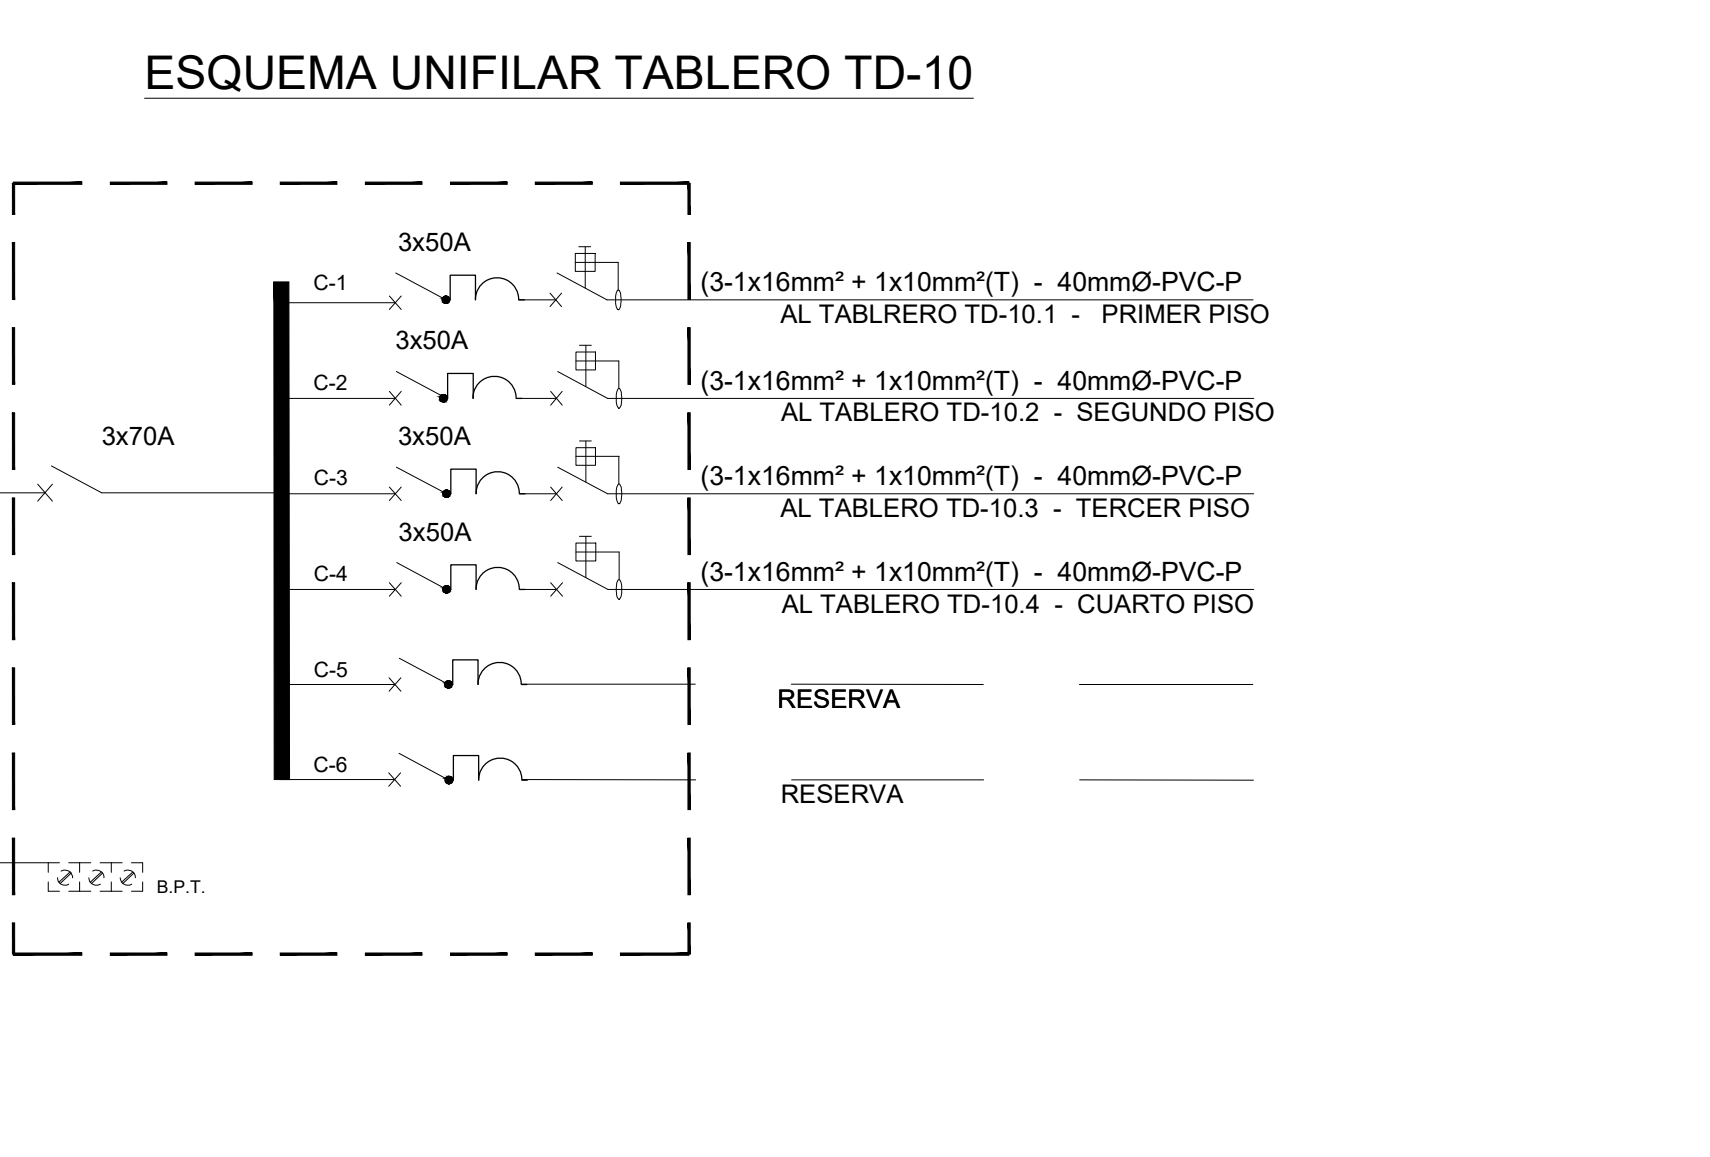 ESQUEMA UNIFILAR TABLERO TD-10
3x50A
C-1
(3-1x16mm² + 1x10mm²(T) - 40mmØ-PVC-P
AL TABLRERO TD-10.1 - PRIMER PISO
3x50A
C-2
(3-1x16mm² + 1x10mm²(T) - 40mmØ-PVC-P
AL TABLERO TD-10.2 - SEGUNDO PISO
3x70A
3x50A
C-3
(3-1x16mm² + 1x10mm²(T) - 40mmØ-PVC-P
AL TABLERO TD-10.3 - TERCER PISO
3x50A
C-4
(3-1x16mm² + 1x10mm²(T) - 40mmØ-PVC-P
AL TABLERO TD-10.4 - CUARTO PISO
C-5
RESERVA
C-6
RESERVA
B.P.T.